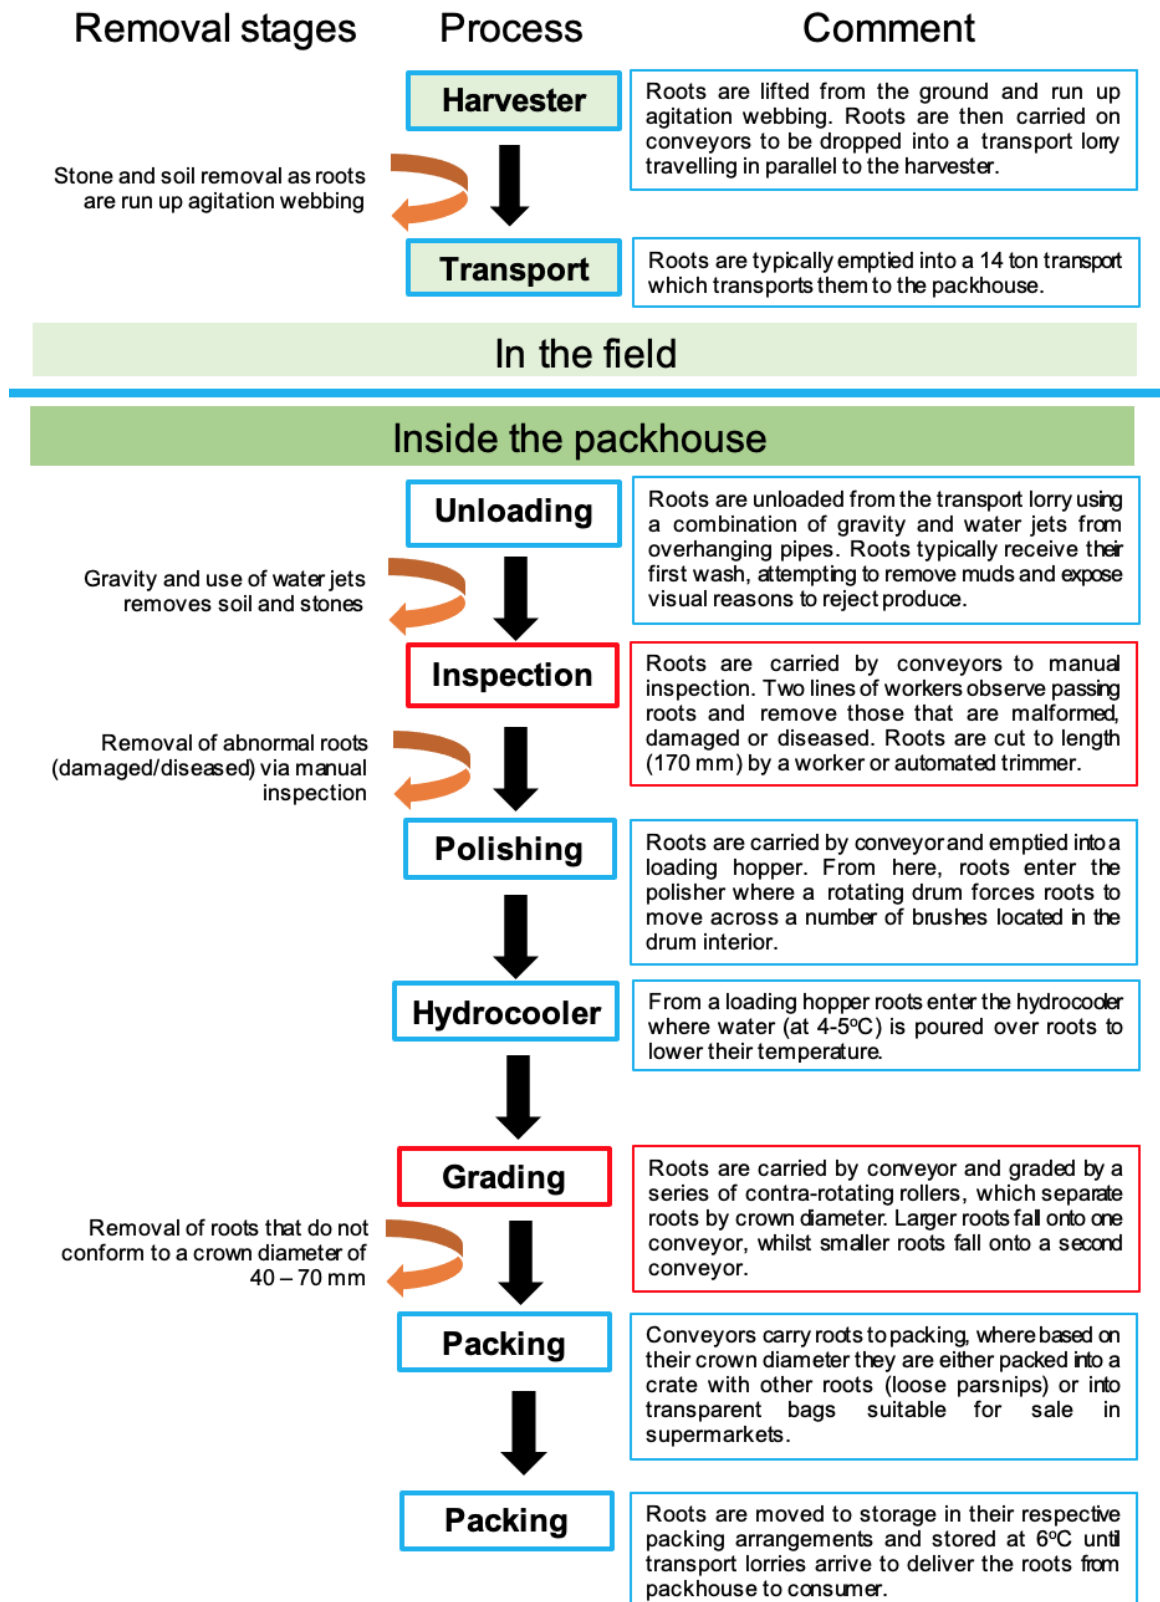 Removal stages Process Comment
Harvester
Roots are lifted from the ground and run up
agitation webbing. Roots are then carried on
conveyors to be dropped into a transport lorry
travelling in parallel to the harvester.
Stone and soil removal as roots
are run up agitation webbing
Transport
Roots are typically emptied into a 14 ton transport
which transports them to the packhouse.
In the field
Inside the packhouse
Unloading
Roots are unloaded from the transport lorry using
a combination of gravity and water jets from
overhanging pipes. Roots typically receive their
first wash, attempting to remove muds and expose
visual reasons to reject produce.
Gravity and use of water jets
removes soil and stones
Inspection
Roots are carried by conveyors to manual
inspection. Two lines of workers observe passing
roots and remove those that are malformed,
damaged or diseased. Roots are cut to length
(170 mm) by a worker or automated trimmer.
Removal of abnormal roots
(damaged/diseased) via manual
inspection
Polishing
Roots are carried by conveyor and emptied into a
loading hopper. From here, roots enter the
polisher where a rotating drum forces roots to
move across a number of brushes located in the
drum interior.
Hydrocooler
From a loading hopper roots enter the hydrocooler
where water (at 4-5ºC) is poured over roots to
lower their temperature.
Grading
Roots are carried by conveyor and graded by a
series of contra-rotating rollers, which separate
roots by crown diameter. Larger roots fall onto one
conveyor, whilst smaller roots fall onto a second
conveyor.
Removal of roots that do not
conform to a crown diameter of
40 – 70 mm
Packing
Conveyors carry roots to packing, where based on
their crown diameter they are either packed into a
crate with other roots (loose parsnips) or into
transparent bags suitable for sale in
supermarkets.
Packing
Roots are moved to storage in their respective
packing arrangements and stored at 6ºC until
transport lorries arrive to deliver the roots from
packhouse to consumer.